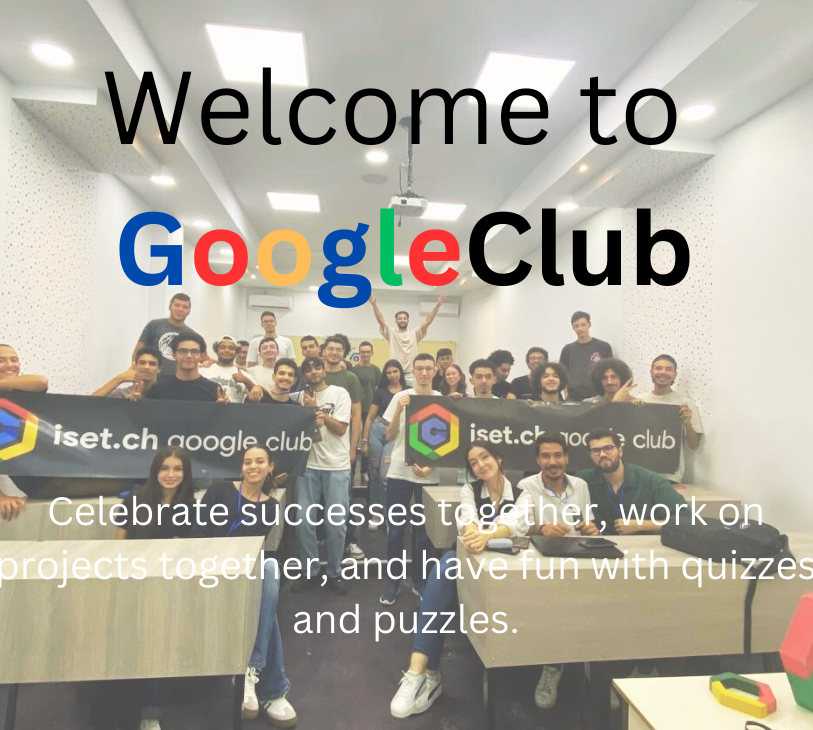 Welcome to
GoogleClub
iset.ch google club
iset.ch google club
Celebrate successes together, work on
projects together, and have fun with quizzes
and puzzles.